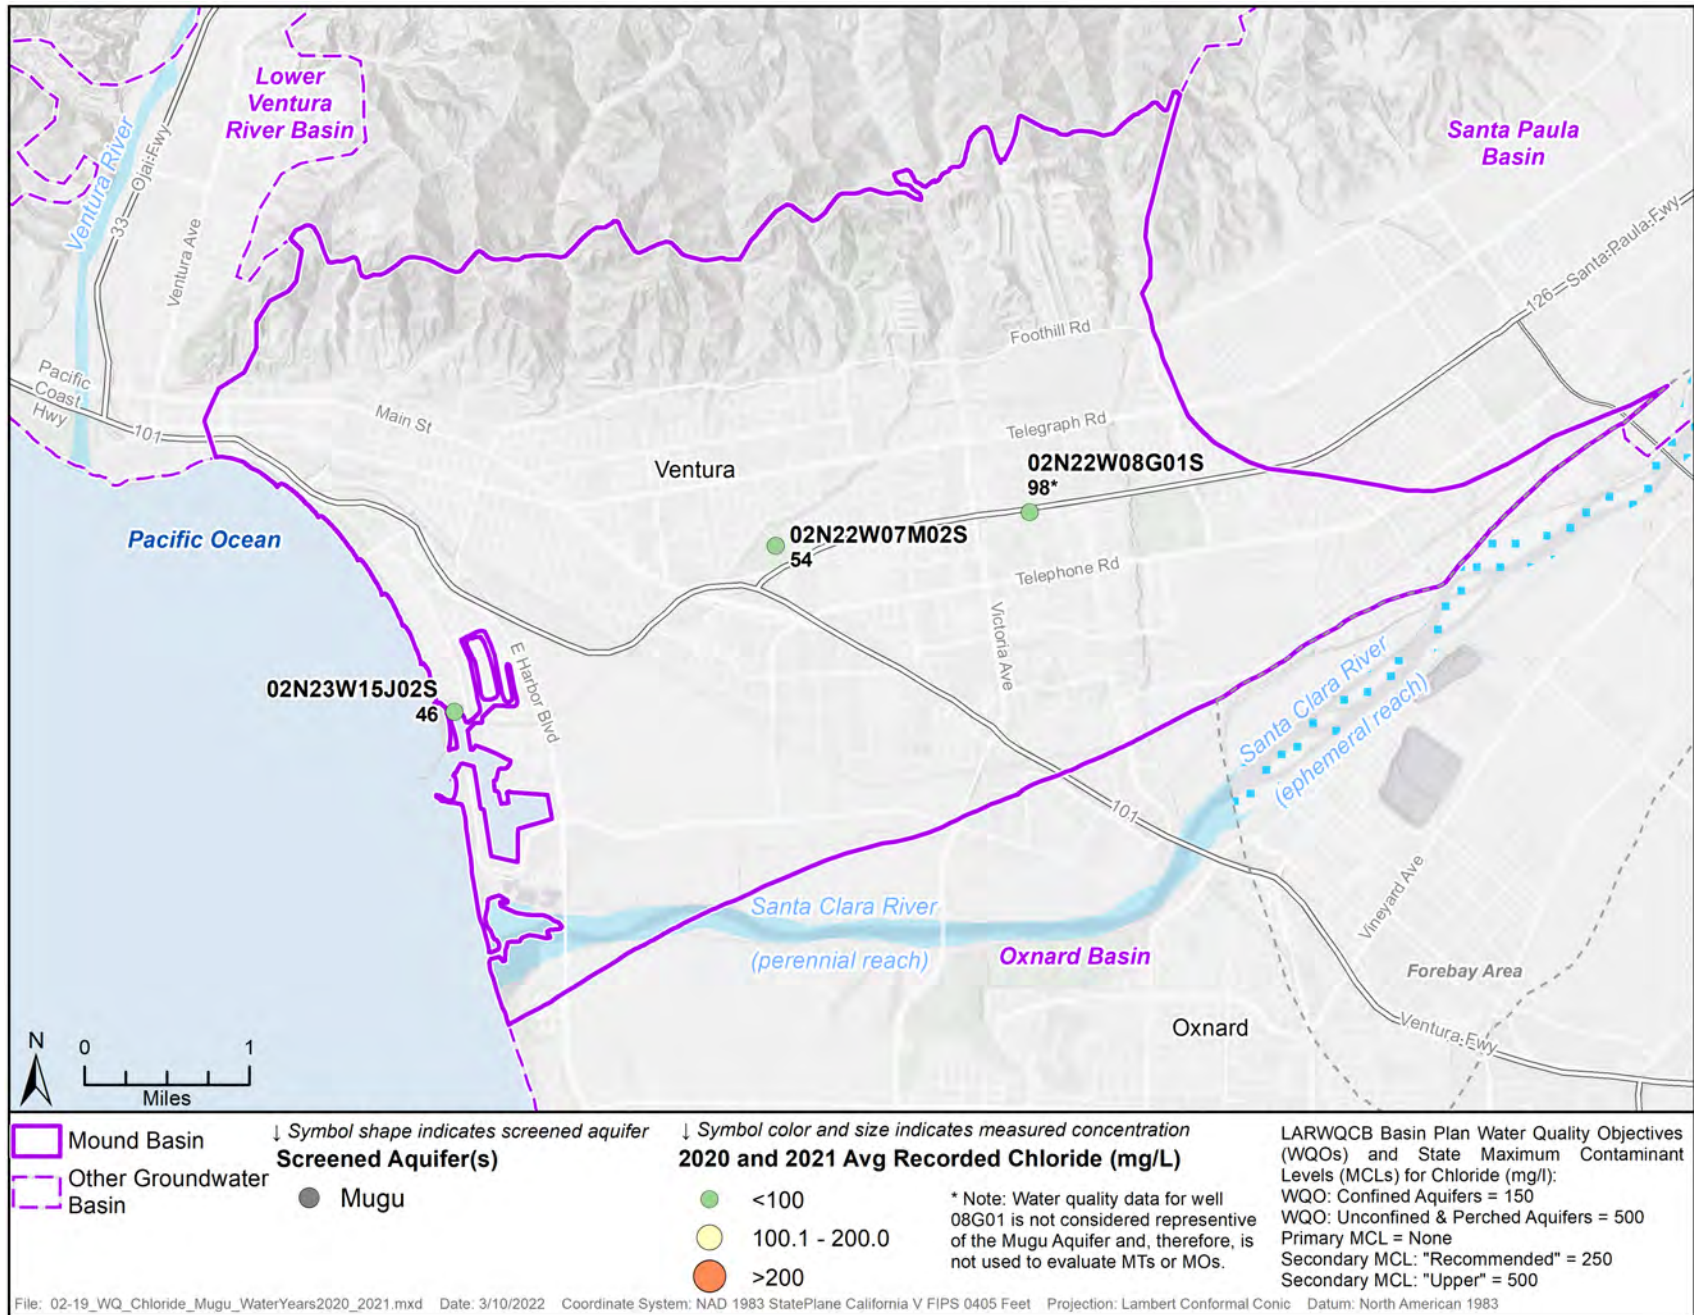 Lower
Ventura
River Basin
Santa Paula
Basin
Ventura River
33
Ojai Fwy
Ventura Ave
126
Santa Paula Fwy
Foothill Rd
Pacific
Coast
Hwy
101
Main St
Telegraph Rd
Ventura
02N22W08G01S
98*
Pacific Ocean
02N22W07M02S
54
Telephone Rd
Victoria Ave
E Harbor Blvd
02N23W15J02S
46
Santa Clara River
(ephemeral reach)
101
Santa Clara River
(perennial reach)
Oxnard Basin
Vineyard Ave
Forebay Area
Oxnard
Ventura Fwy
N
0 1
Miles
Mound Basin
Other Groundwater
Basin
↓ Symbol shape indicates screened aquifer
Screened Aquifer(s)
Mugu
↓ Symbol color and size indicates measured concentration
2020 and 2021 Avg Recorded Chloride (mg/L)
<100
100.1 - 200.0
>200
* Note: Water quality data for well
08G01 is not considered representive
of the Mugu Aquifer and, therefore, is
not used to evaluate MTs or MOs.
LARWQCB Basin Plan Water Quality Objectives
(WQOs) and State Maximum Contaminant
Levels (MCLs) for Chloride (mg/l):
WQO: Confined Aquifers = 150
WQO: Unconfined & Perched Aquifers = 500
Primary MCL = None
Secondary MCL: "Recommended" = 250
Secondary MCL: "Upper" = 500
File: 02-19_WQ_Chloride_Mugu_WaterYears2020_2021.mxd Date: 3/10/2022 Coordinate System: NAD 1983 StatePlane California V FIPS 0405 Feet Projection: Lambert Conformal Conic Datum: North American 1983